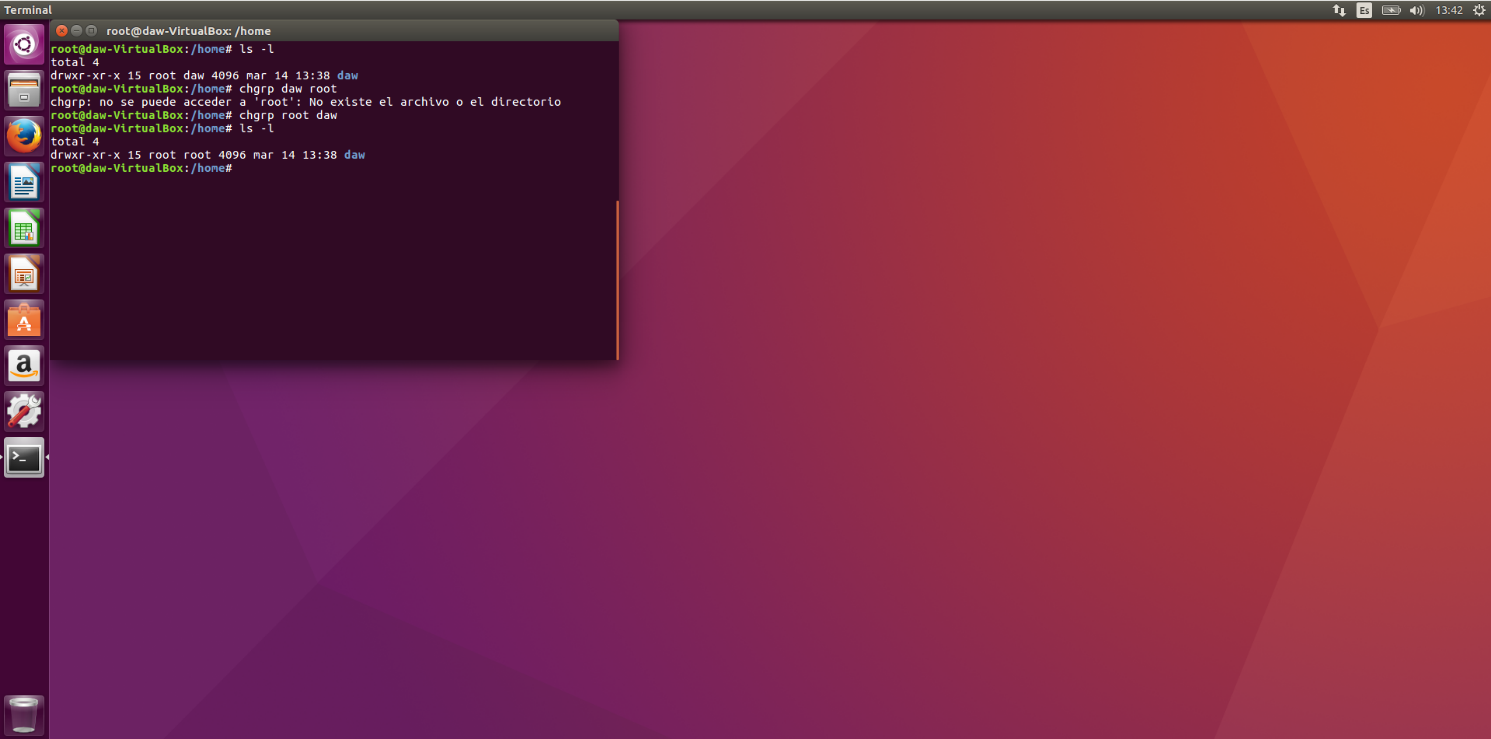 Terminal
Es
13:42
root@daw-VirtualBox: /home
root@daw-VirtualBox:/home# ls -l
total 4
drwxr-xr-x 15 root daw 4096 mar 14 13:38 daw
root@daw-VirtualBox:/home# chgrp daw root
chgrp: no se puede acceder a 'root': No existe el archivo o el directorio
root@daw-VirtualBox:/home# chgrp root daw
root@daw-VirtualBox:/home# ls -l
total 4
drwxr-xr-x 15 root root 4096 mar 14 13:38 daw
root@daw-VirtualBox:/home#
a
>_